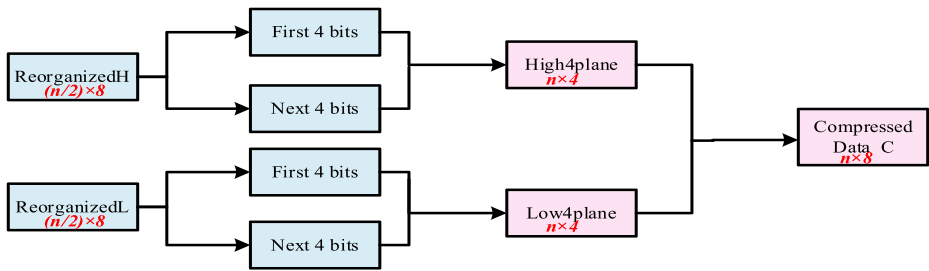 First 4 bits
ReorganizedH
(n/2)×8
High4plane
n×4
Next 4 bits
Compressed
Data C
n×8
First 4 bits
ReorganizedL
(n/2)×8
Low4plane
n×4
Next 4 bits